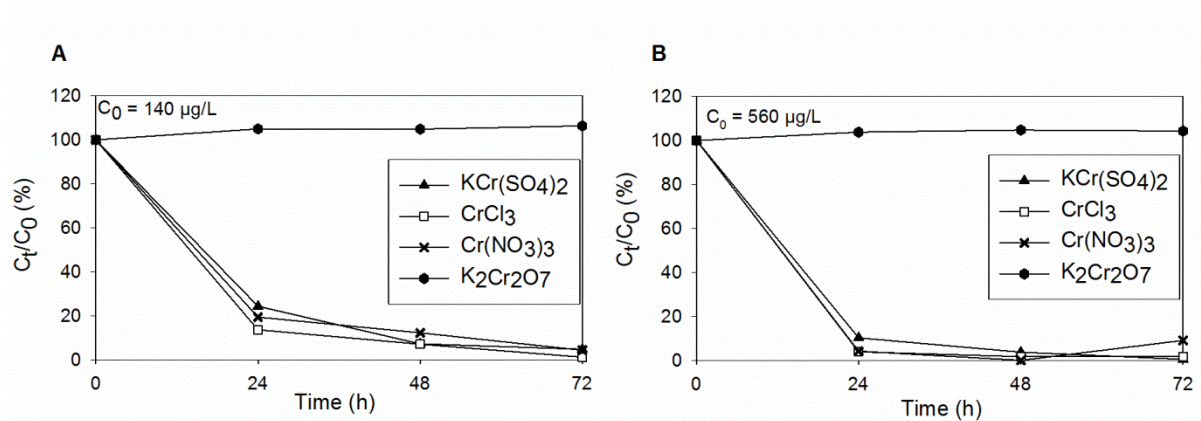 A
C0 = 140 µg/L
120
100
80
60
40
20
0
Ct/C0 (%)
KCr(SO4)2
CrCl3
Cr(NO3)3
K2Cr2O7
0 24 48 72
Time (h)
B
C0 = 560 µg/L
120
100
80
60
40
20
0
Ct/C0 (%)
KCr(SO4)2
CrCl3
Cr(NO3)3
K2Cr2O7
0 24 48 72
Time (h)